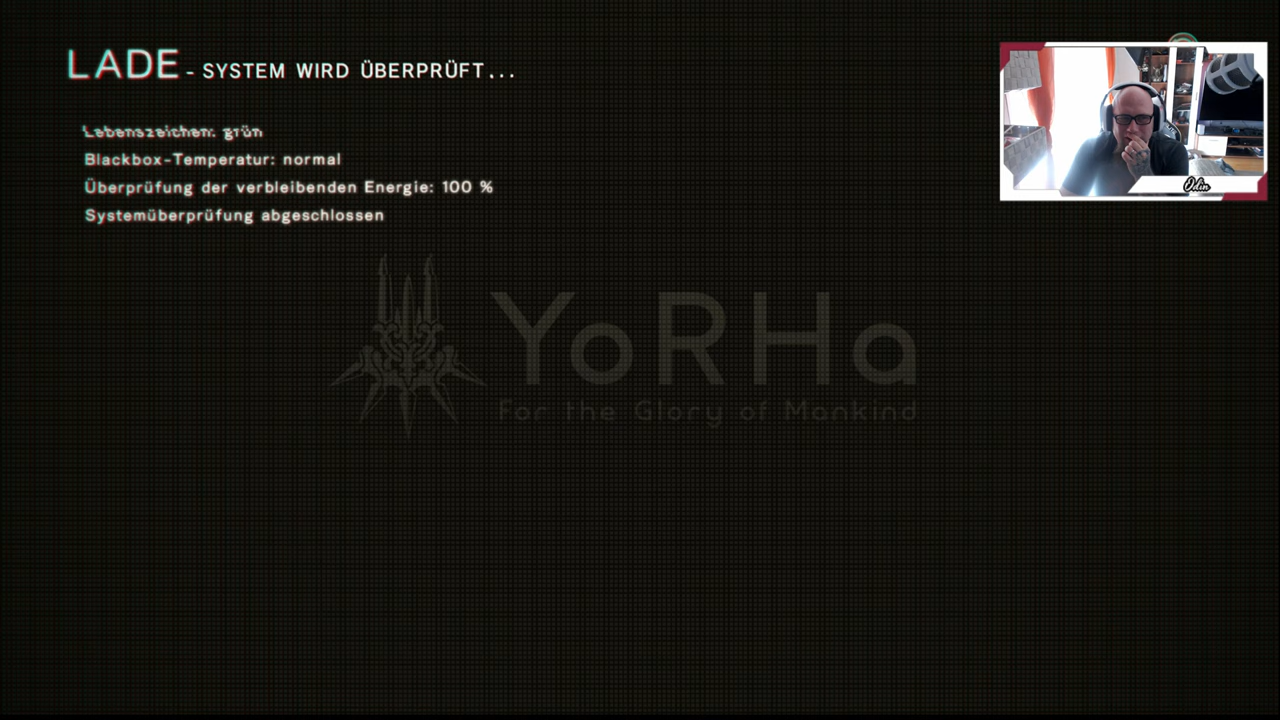 LADE - SYSTEM WIRD ÜBERPRÜFT...
Lebenszeichen: grün
Blackbox-Temperatur: normal
Überprüfung der verbleibenden Energie: 100 %
Systemüberprüfung abgeschlossen
YoRHa
For the Glory of Mankind
Odin